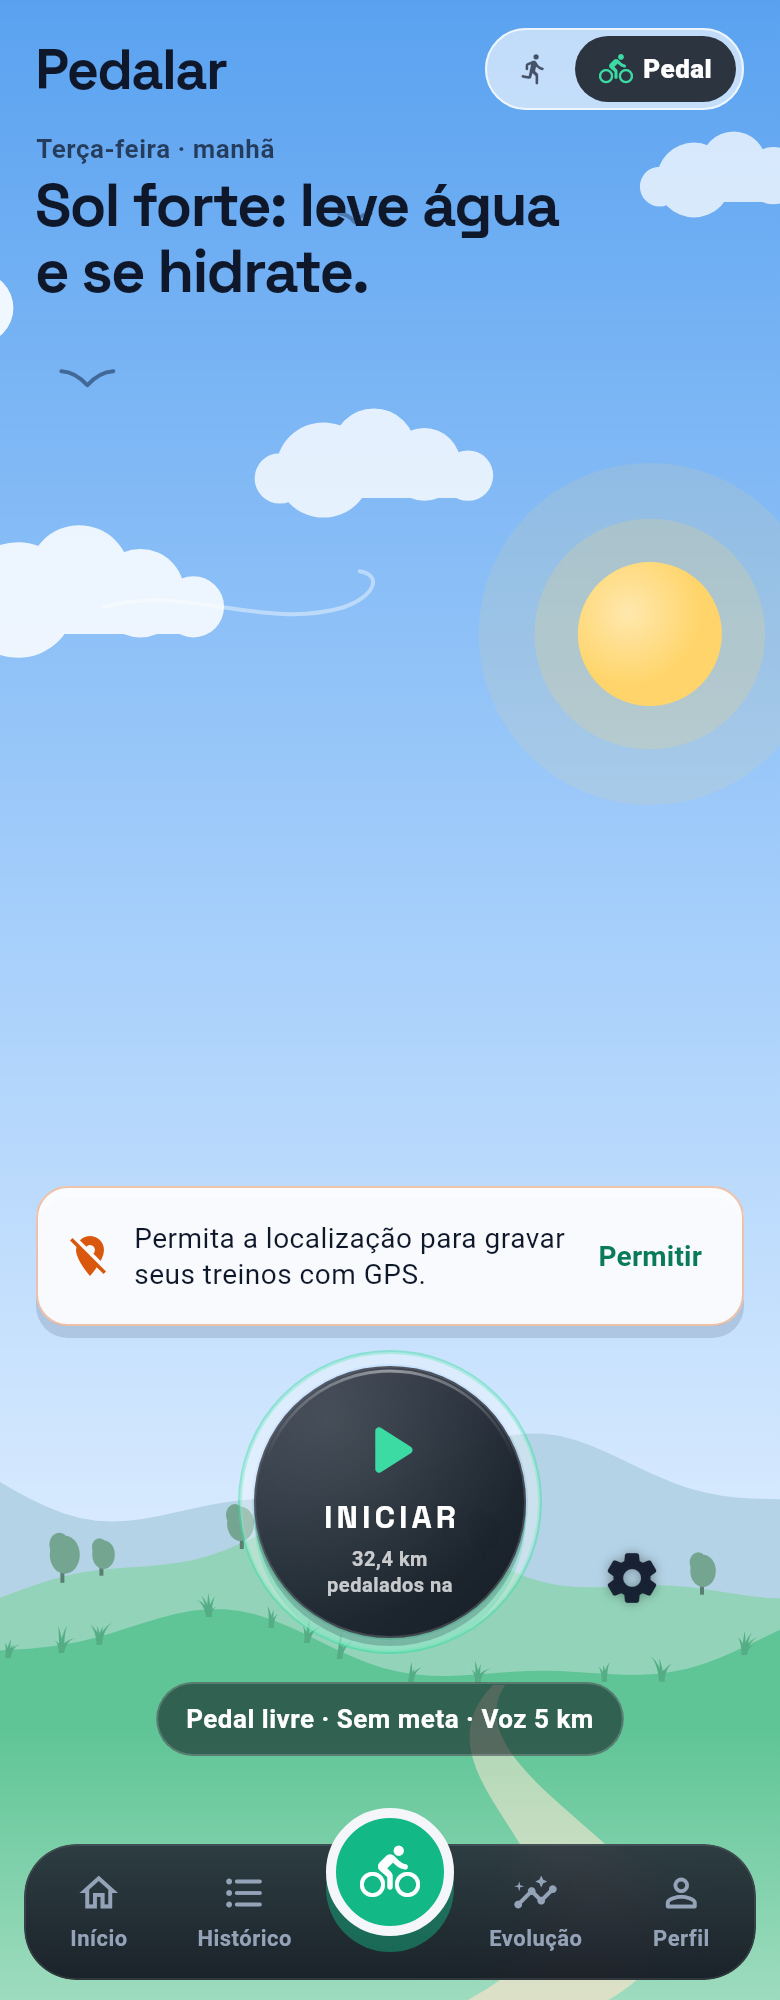 Pedalar
Pedal
Terça-feira · manhã
Sol forte: leve água
e se hidrate.
Permita a localização para gravar
seus treinos com GPS.
Permitir
INICIAR
32,4 km
pedalados na
Pedal livre · Sem meta · Voz 5 km
Início
Histórico
Evolução
Perfil